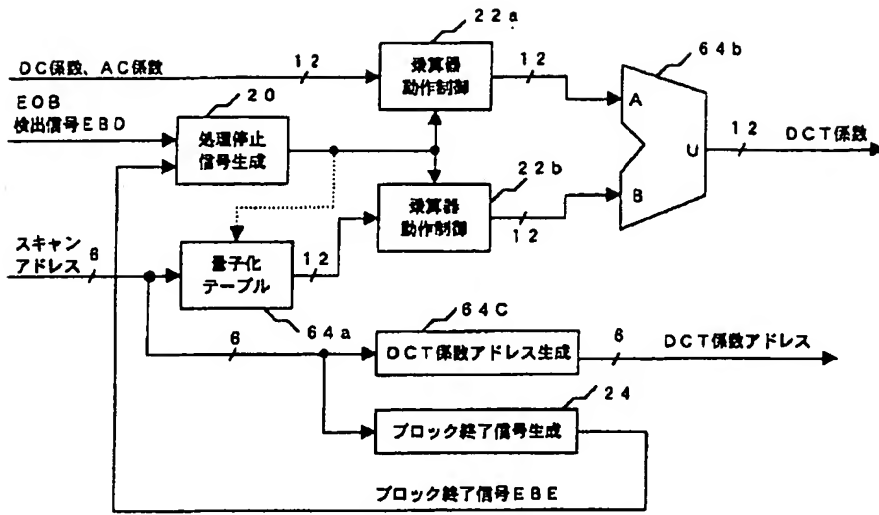 22a
DC係数、AC係数
12
乗算器
動作制御
12
64b
EOB
検出信号EBD
20
処理停止
信号生成
A
U
12
DCT係数
B
22b
乗算器
動作制御
12
スキャン
アドレス
6
量子化
テーブル
12
64a
64C
6
DCT係数アドレス生成
6
DCT係数アドレス
24
ブロック終了信号生成
ブロック終了信号EBE